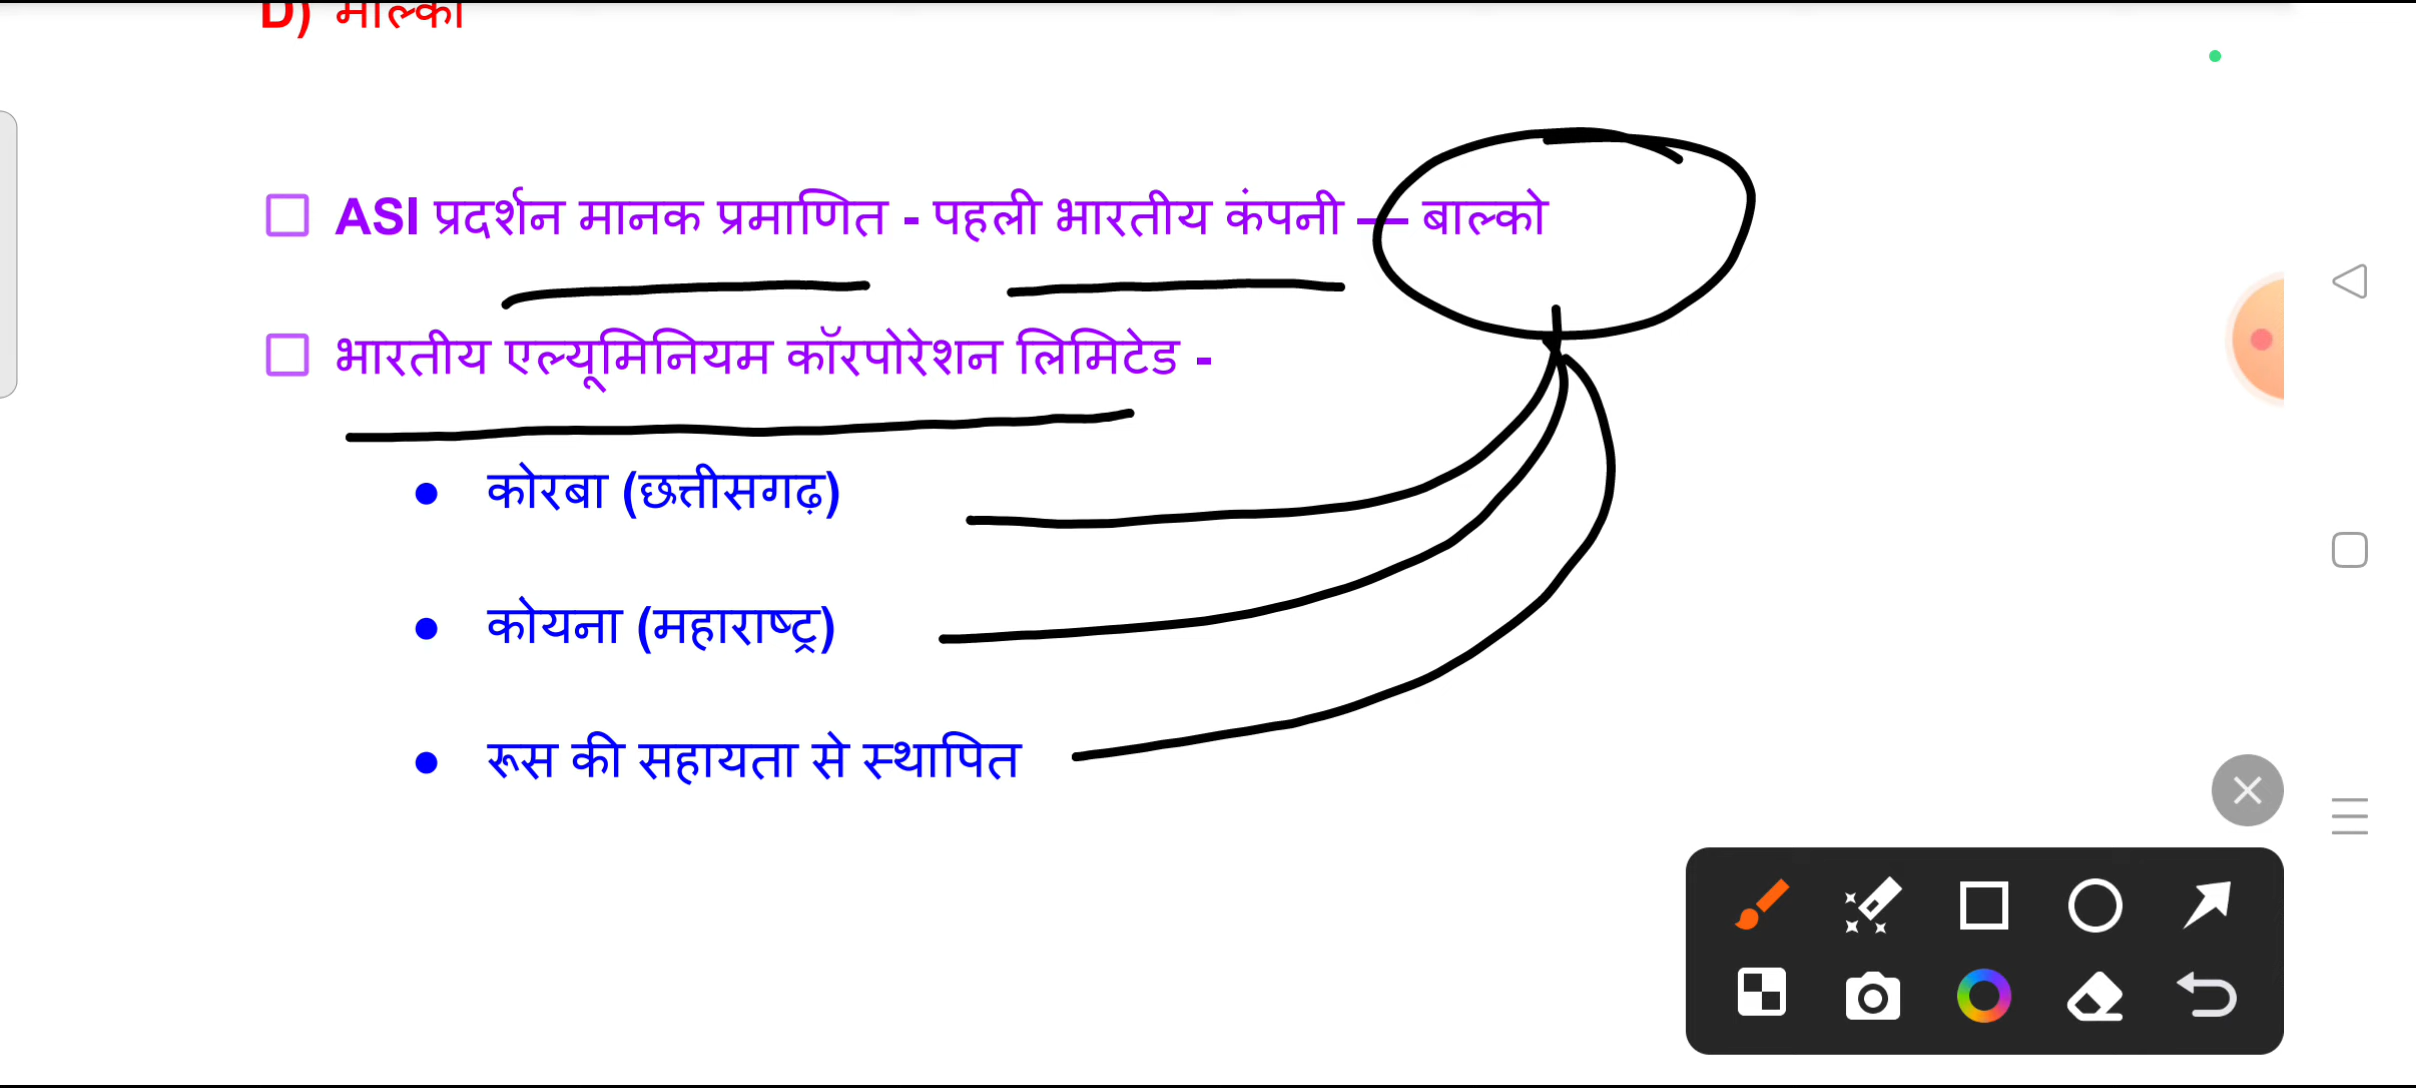 D) माल्को
ASI प्रदर्शन मानक प्रमाणित - पहली भारतीय कंपनी — बाल्को
भारतीय एल्यूमिनियम कॉरपोरेशन लिमिटेड -
● कोरबा (छत्तीसगढ़)
● कोयना (महाराष्ट्र)
● रूस की सहायता से स्थापित